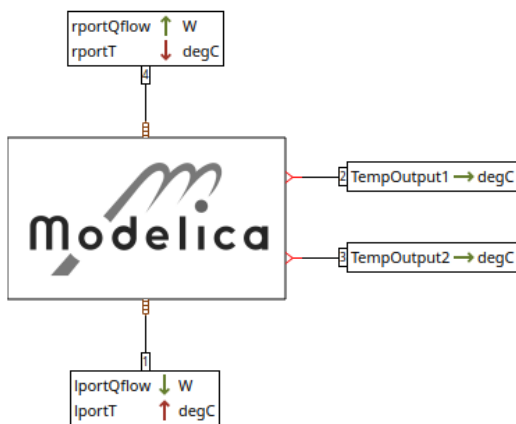 rportQflow ↑ W
rportT ↓ degC
4
Modelica
2 TempOutput1 → degC
3 TempOutput2 → degC
1
lportQflow ↓ W
lportT ↑ degC